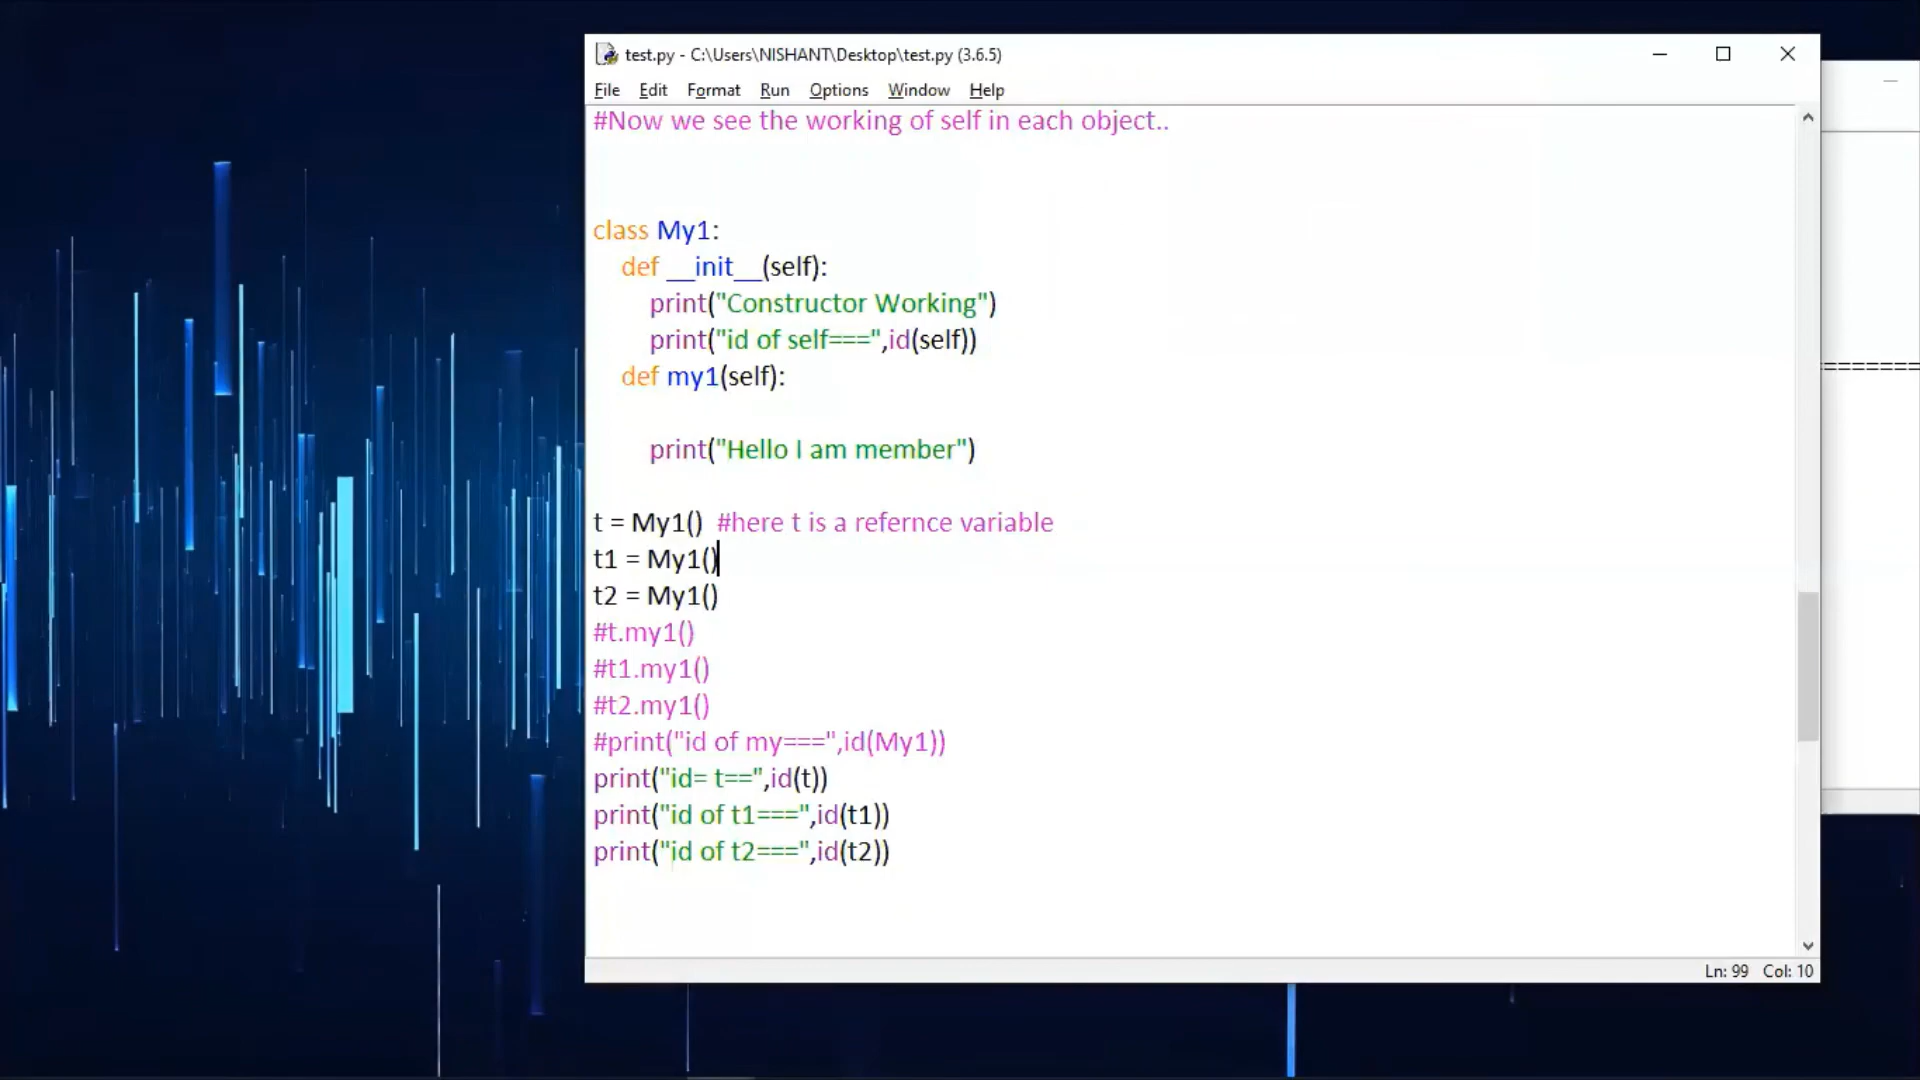 test.py - C:\Users\NISHANT\Desktop\test.py (3.6.5)
File Edit Format Run Options Window Help
#Now we see the working of self in each object..
class My1:
    def __init__(self):
        print("Constructor Working")
        print("id of self===",id(self))
    def my1(self):
        print("Hello I am member")
t = My1()  #here t is a refernce variable
t1 = My1()
t2 = My1()
#t.my1()
#t1.my1()
#t2.my1()
#print("id of my===",id(My1))
print("id= t==",id(t))
print("id of t1===",id(t1))
print("id of t2===",id(t2))
=======
Ln: 99 Col: 10